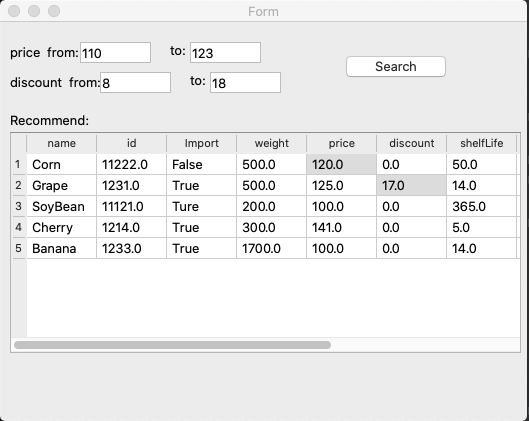 Form
price from: 110 to: 123
discount from: 8 to: 18
Search
Recommend:
name id Import weight price discount shelfLife
1 Corn 11222.0 False 500.0 120.0 0.0 50.0
2 Grape 1231.0 True 500.0 125.0 17.0 14.0
3 SoyBean 11121.0 Ture 200.0 100.0 0.0 365.0
4 Cherry 1214.0 True 300.0 141.0 0.0 5.0
5 Banana 1233.0 True 1700.0 100.0 0.0 14.0